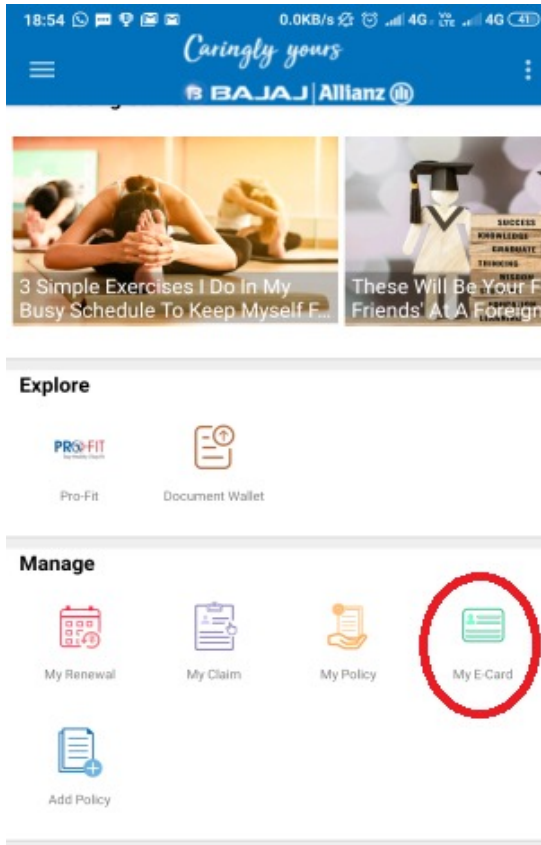 18:54
0.0KB/s
4G
Vo
LTE
4G
41
Caringly yours
B BAJAJ | Allianz
SUCCESS
KNOWLEDGE
GRADUATE
THINKING
WISDOM
3 Simple Exercises I Do In My
Busy Schedule To Keep Myself F...
These Will Be Your F
Friends' At A Foreign
Explore
PRO-FIT
Pro-Fit
Document Wallet
Manage
My Renewal
My Claim
My Policy
My E-Card
Add Policy